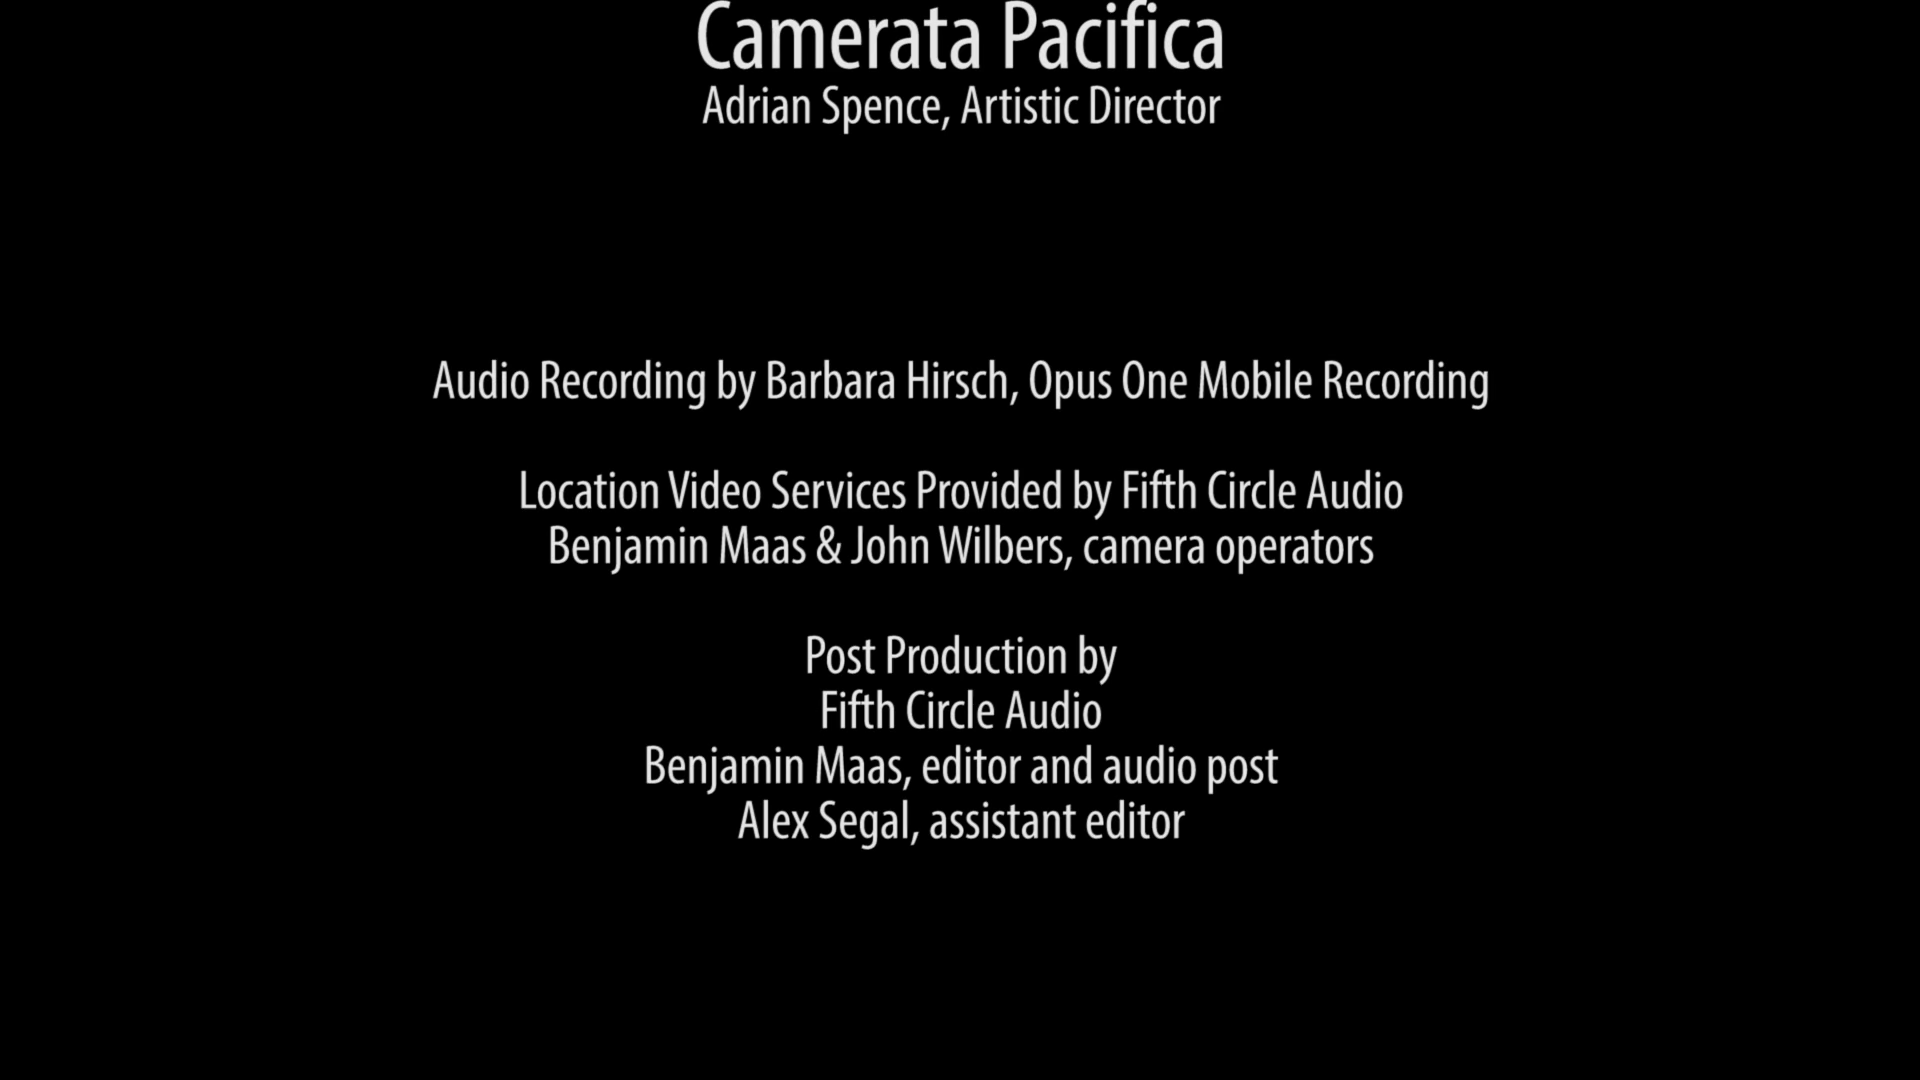 Camerata Pacifica
Adrian Spence, Artistic Director
Audio Recording by Barbara Hirsch, Opus One Mobile Recording
Location Video Services Provided by Fifth Circle Audio
Benjamin Maas & John Wilbers, camera operators
Post Production by
Fifth Circle Audio
Benjamin Maas, editor and audio post
Alex Segal, assistant editor